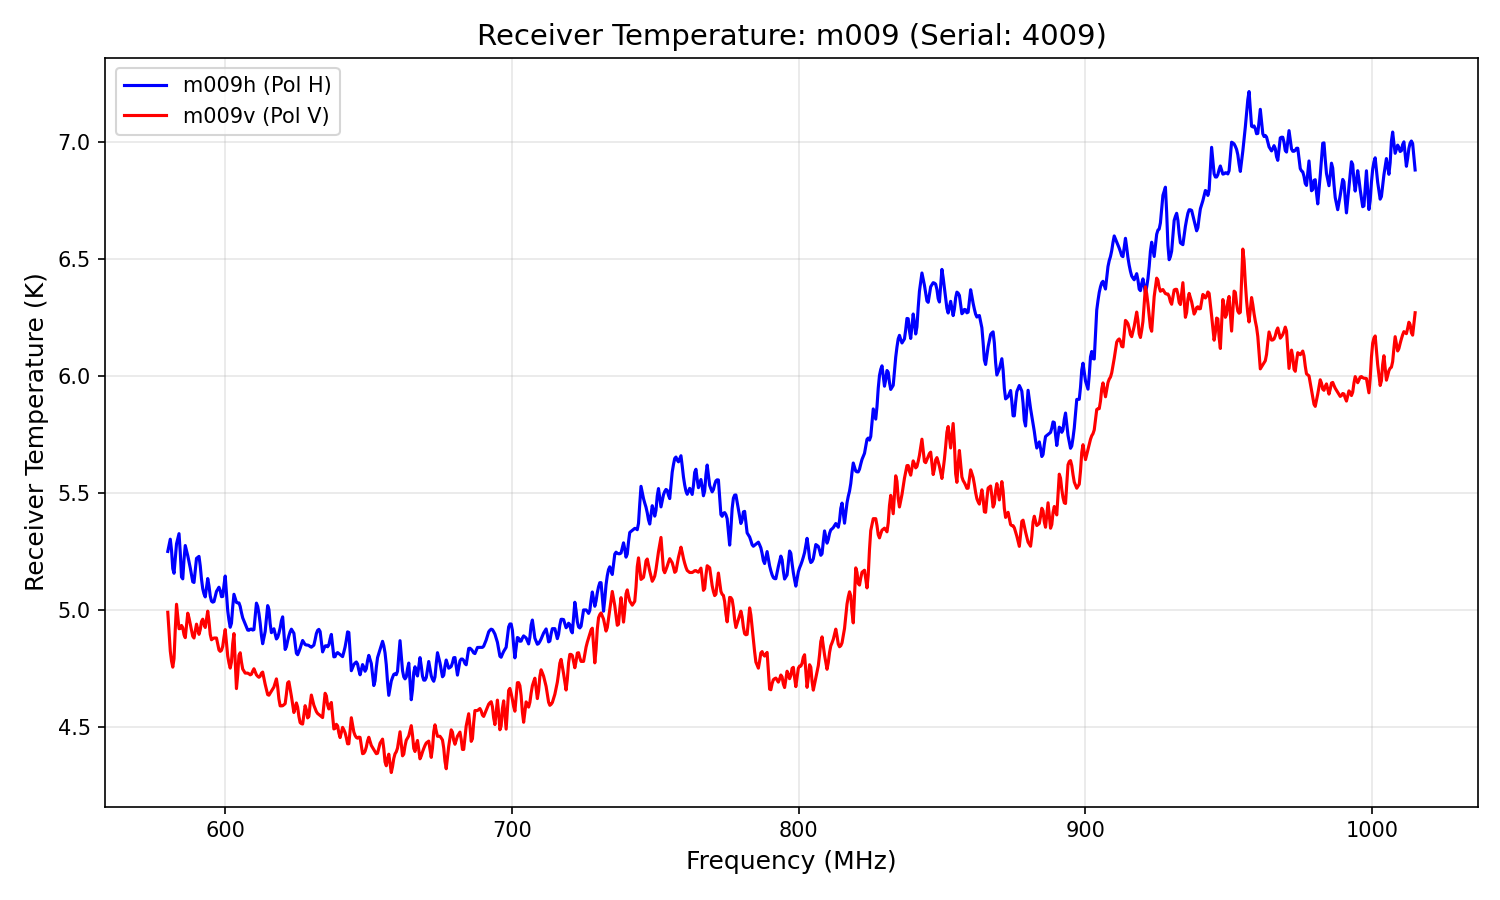 Receiver Temperature: m009 (Serial: 4009)
m009h (Pol H)
m009v (Pol V)
Receiver Temperature (K)
7.0
6.5
6.0
5.5
5.0
4.5
600
700
800
900
1000
Frequency (MHz)